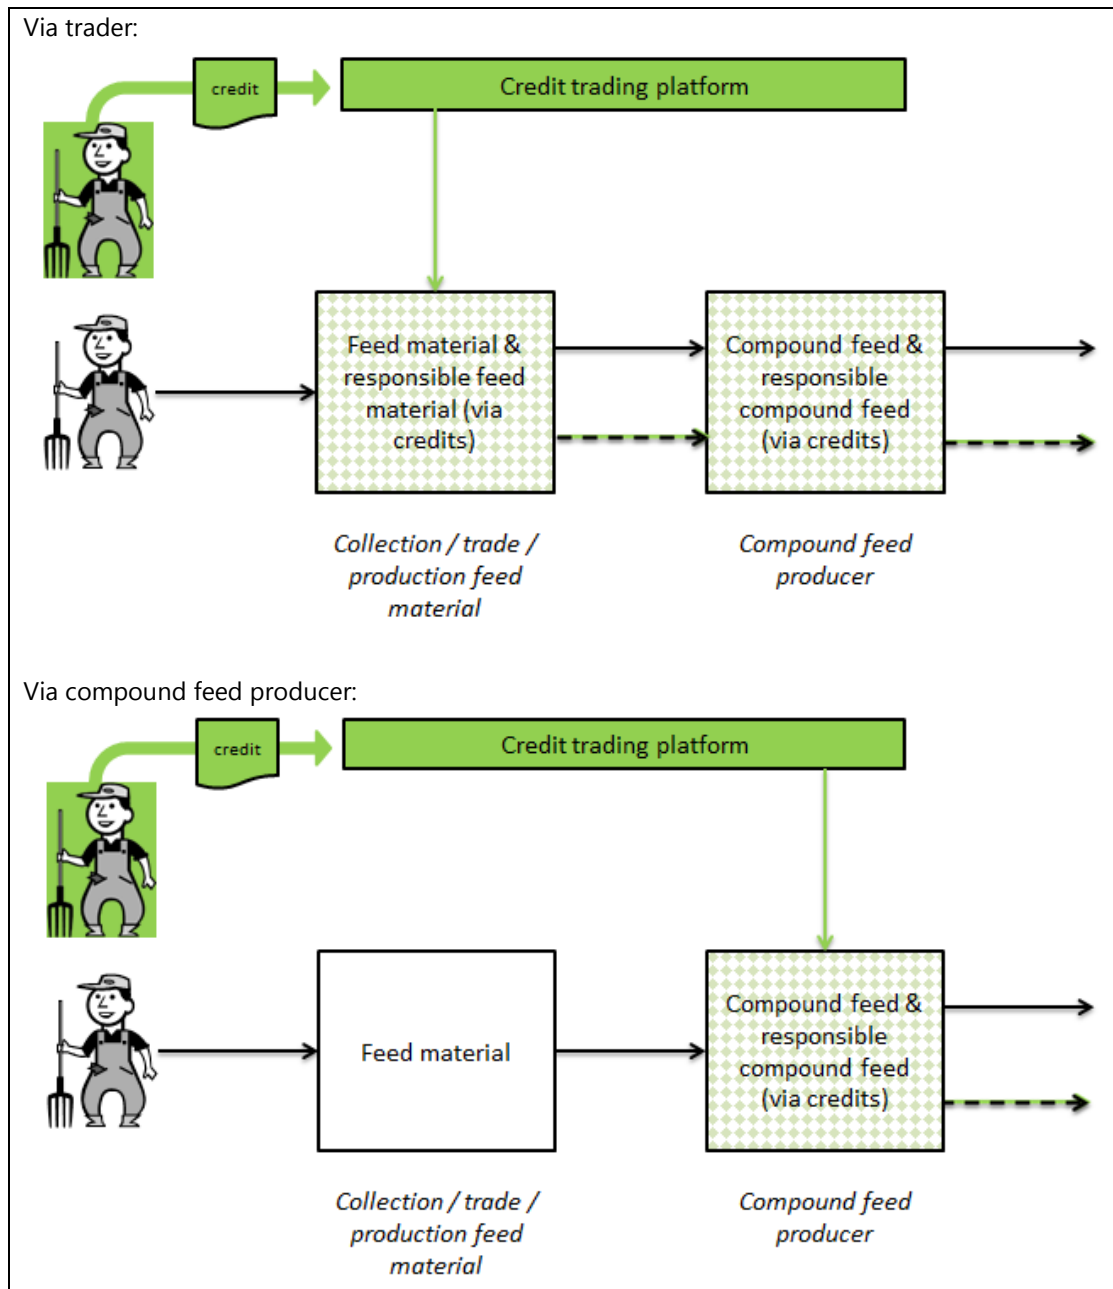 Via trader:
credit
Credit trading platform
Feed material &
responsible feed
material (via
credits)
Compound feed &
responsible
compound feed
(via credits)
Collection / trade /
production feed
material
Compound feed
producer
Via compound feed producer:
credit
Credit trading platform
Feed material
Compound feed &
responsible
compound feed
(via credits)
Collection / trade /
production feed
material
Compound feed
producer